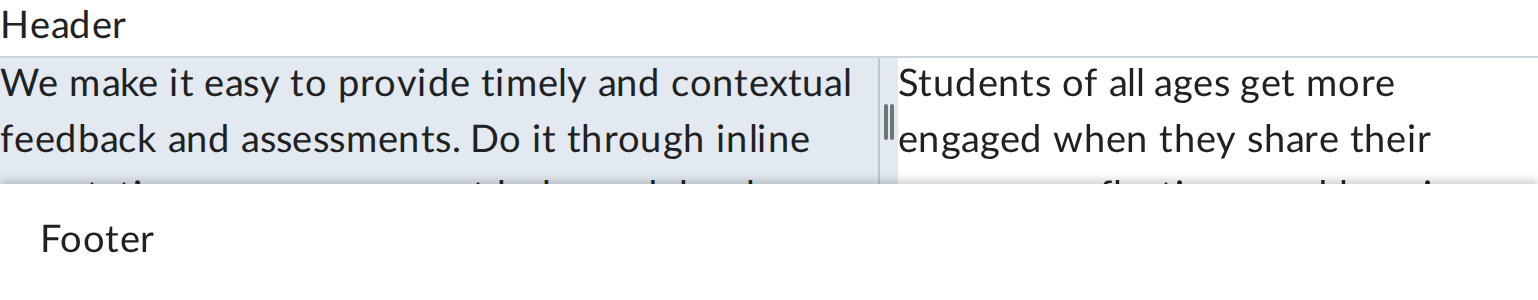 Header
We make it easy to provide timely and contextual
feedback and assessments. Do it through inline
Students of all ages get more
engaged when they share their
Footer